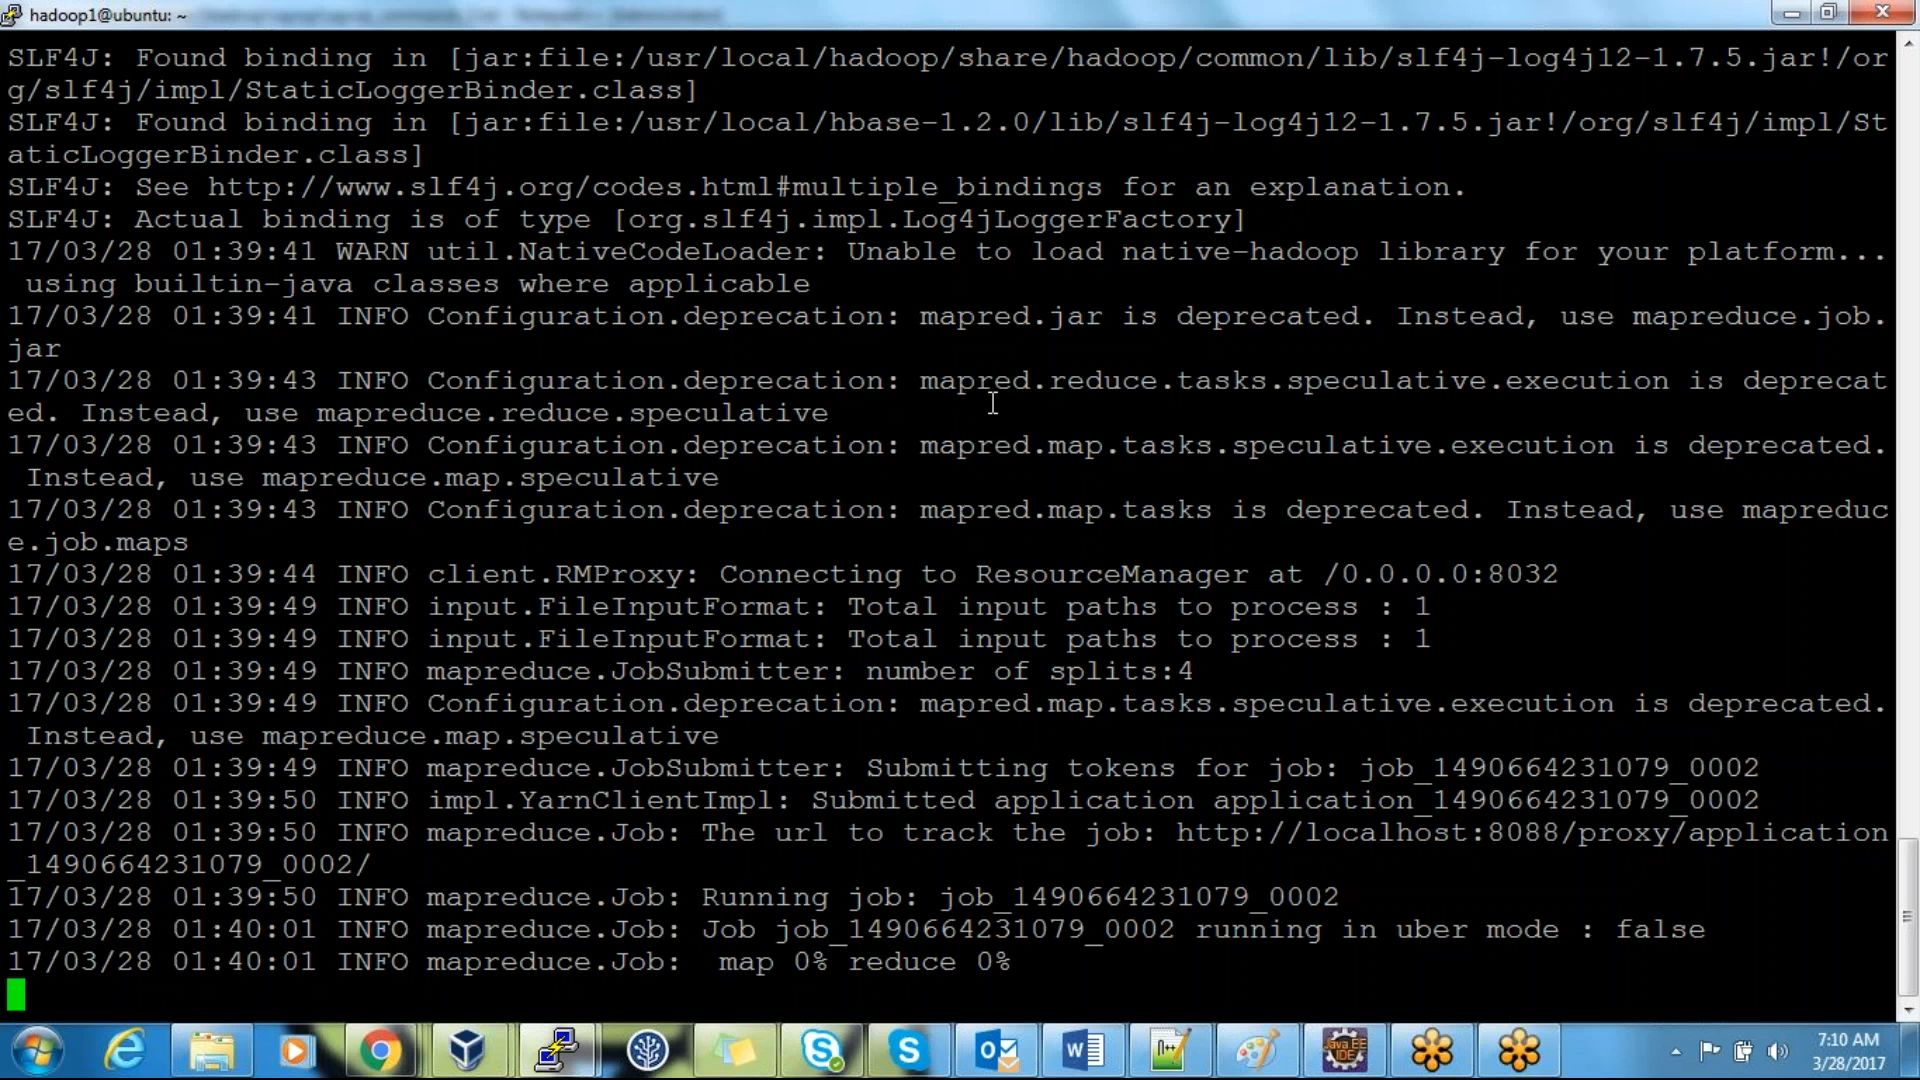 hadoop1@ubuntu: ~
SLF4J: Found binding in [jar:file:/usr/local/hadoop/share/hadoop/common/lib/slf4j-log4j12-1.7.5.jar!/or
g/slf4j/impl/StaticLoggerBinder.class]
SLF4J: Found binding in [jar:file:/usr/local/hbase-1.2.0/lib/slf4j-log4j12-1.7.5.jar!/org/slf4j/impl/St
aticLoggerBinder.class]
SLF4J: See http://www.slf4j.org/codes.html#multiple_bindings for an explanation.
SLF4J: Actual binding is of type [org.slf4j.impl.Log4jLoggerFactory]
17/03/28 01:39:41 WARN util.NativeCodeLoader: Unable to load native-hadoop library for your platform...
using builtin-java classes where applicable
17/03/28 01:39:41 INFO Configuration.deprecation: mapred.jar is deprecated. Instead, use mapreduce.job.
jar
17/03/28 01:39:43 INFO Configuration.deprecation: mapred.reduce.tasks.speculative.execution is deprecat
ed. Instead, use mapreduce.reduce.speculative
17/03/28 01:39:43 INFO Configuration.deprecation: mapred.map.tasks.speculative.execution is deprecated.
Instead, use mapreduce.map.speculative
17/03/28 01:39:43 INFO Configuration.deprecation: mapred.map.tasks is deprecated. Instead, use mapreduc
e.job.maps
17/03/28 01:39:44 INFO client.RMProxy: Connecting to ResourceManager at /0.0.0.0:8032
17/03/28 01:39:49 INFO input.FileInputFormat: Total input paths to process : 1
17/03/28 01:39:49 INFO input.FileInputFormat: Total input paths to process : 1
17/03/28 01:39:49 INFO mapreduce.JobSubmitter: number of splits:4
17/03/28 01:39:49 INFO Configuration.deprecation: mapred.map.tasks.speculative.execution is deprecated.
Instead, use mapreduce.map.speculative
17/03/28 01:39:49 INFO mapreduce.JobSubmitter: Submitting tokens for job: job_1490664231079_0002
17/03/28 01:39:50 INFO impl.YarnClientImpl: Submitted application application_1490664231079_0002
17/03/28 01:39:50 INFO mapreduce.Job: The url to track the job: http://localhost:8088/proxy/application
_1490664231079_0002/
17/03/28 01:39:50 INFO mapreduce.Job: Running job: job_1490664231079_0002
17/03/28 01:40:01 INFO mapreduce.Job: Job job_1490664231079_0002 running in uber mode : false
17/03/28 01:40:01 INFO mapreduce.Job:  map 0% reduce 0%
Java EE
IDE
7:10 AM
3/28/2017